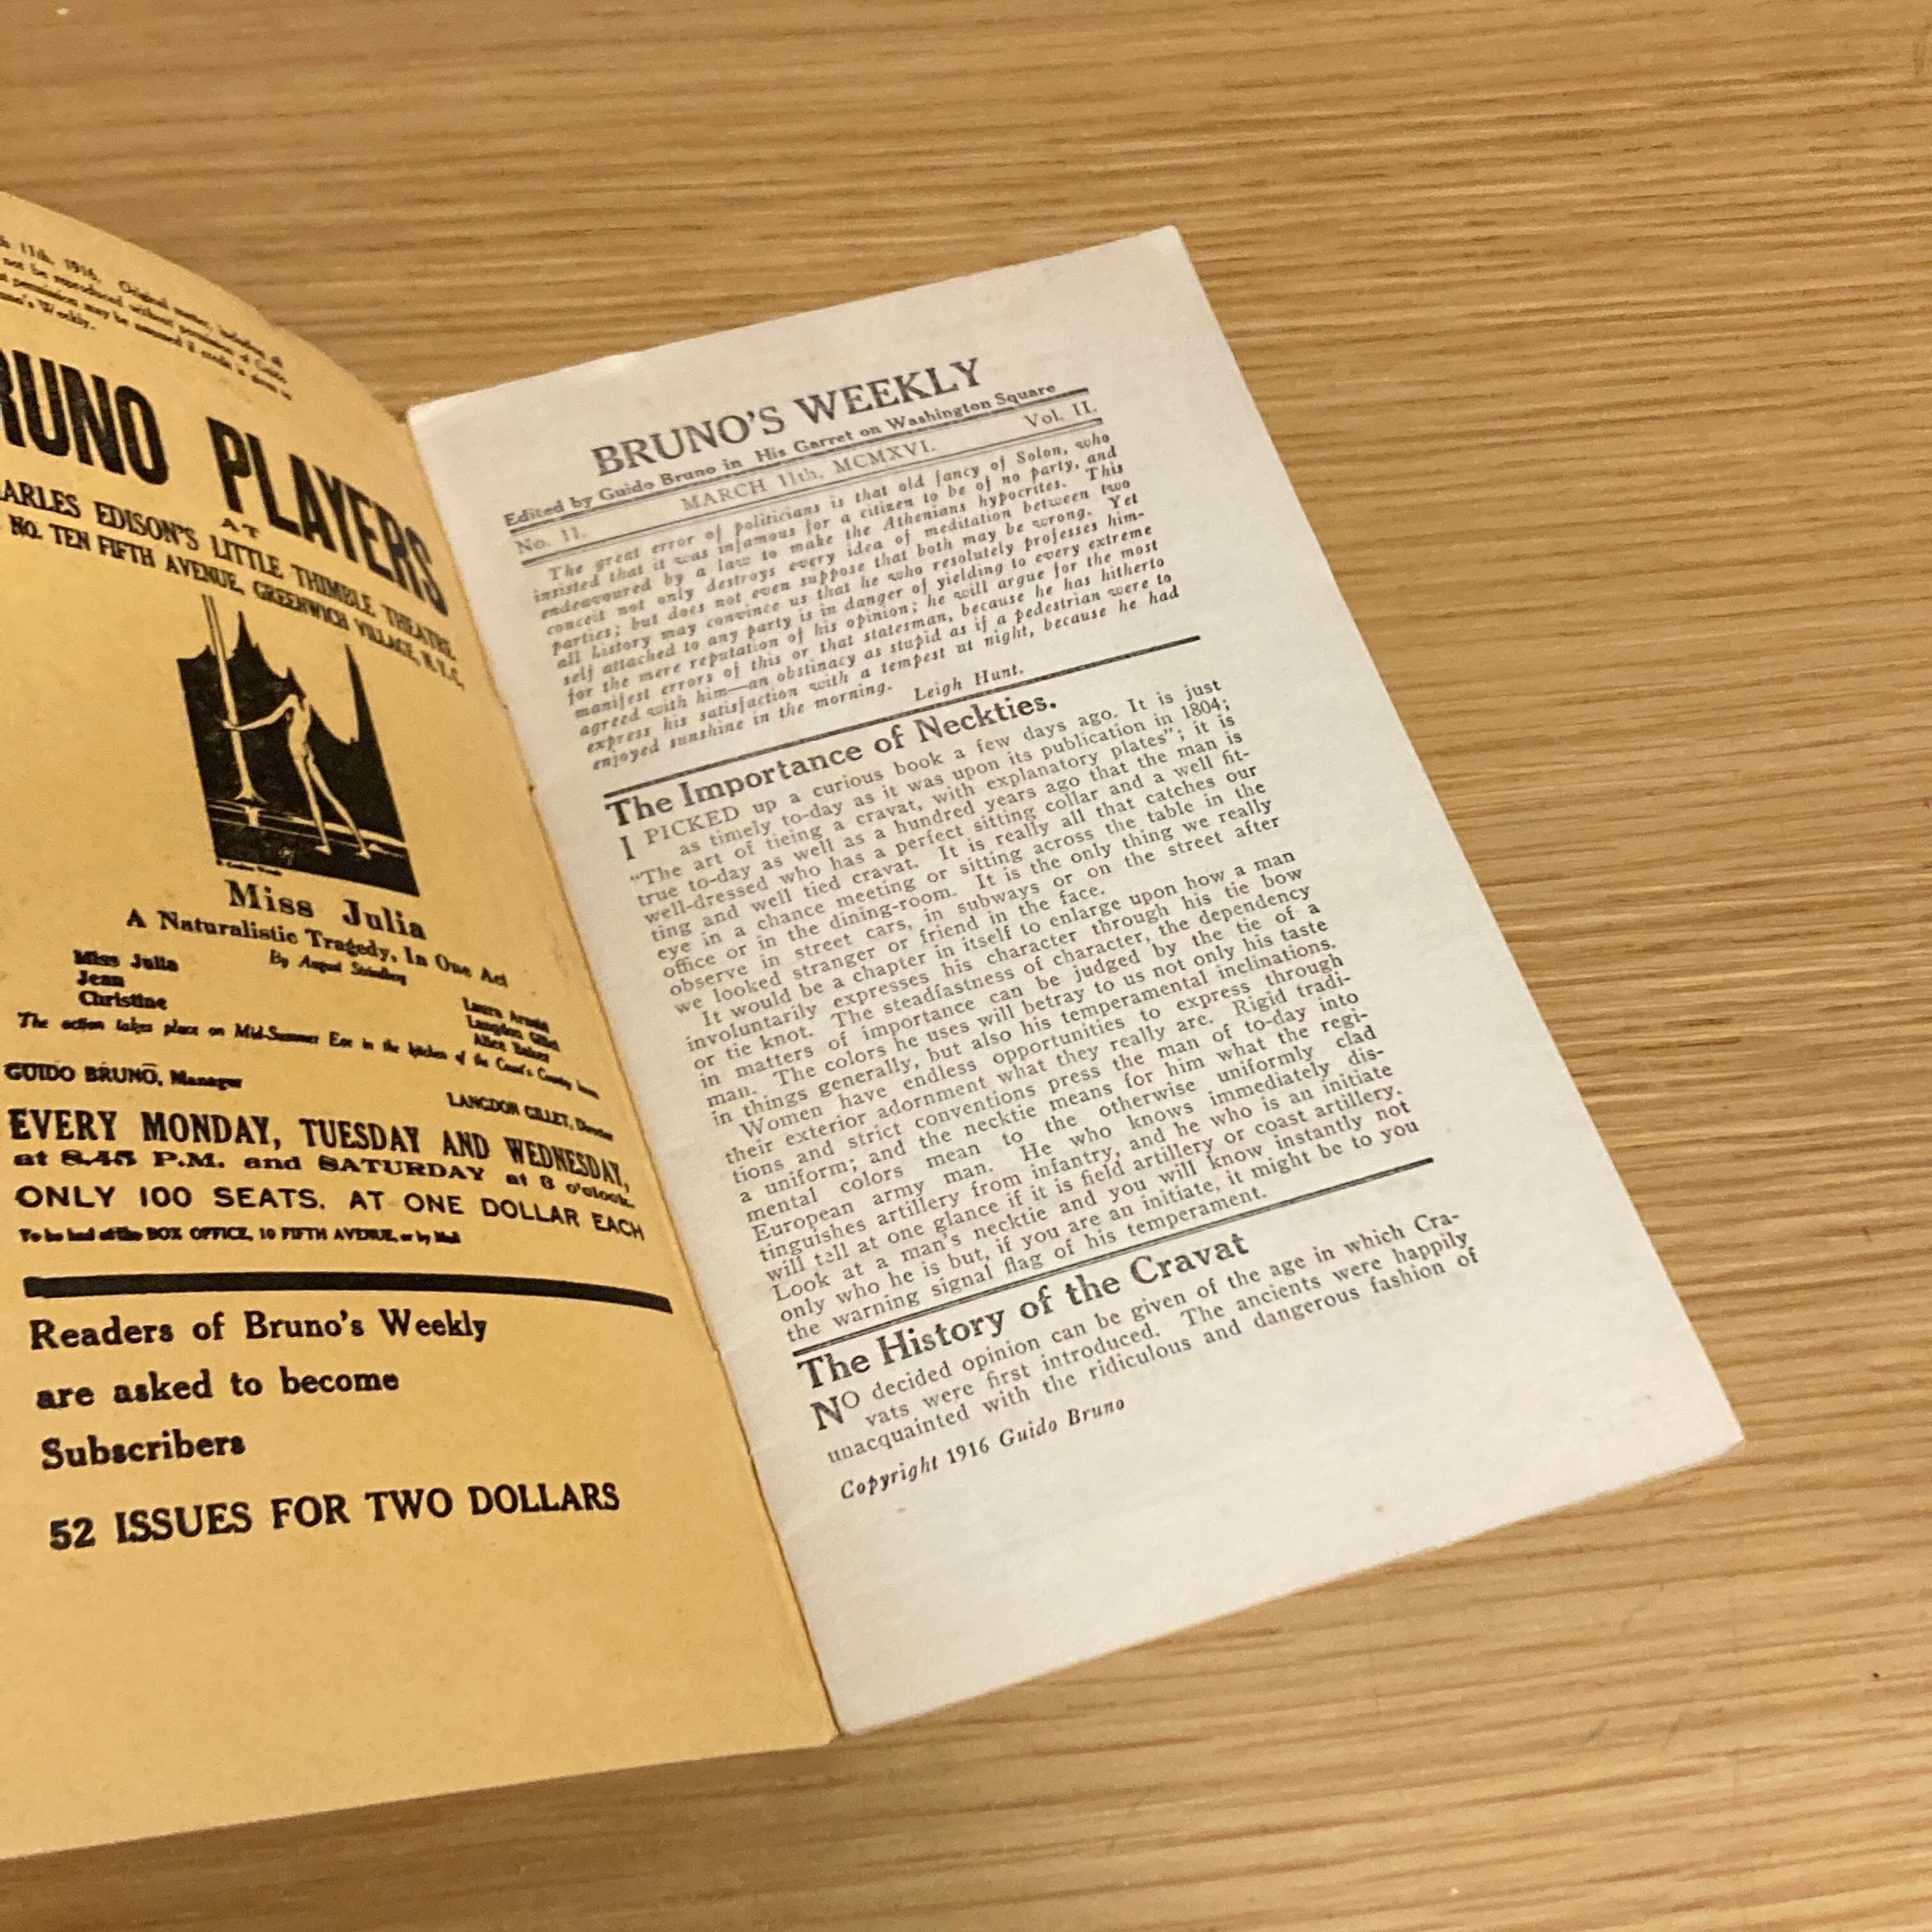 11th, 1916. Original matter, including all
not be reproduced without permission of Guido
permission may be assumed if credit is given to
Bruno's Weekly.
BRUNO PLAYERS
AT
CHARLES EDISON'S LITTLE THIMBLE THEATRE,
No. TEN FIFTH AVENUE, GREENWICH VILLAGE, N.Y.C.
Miss Julia
A Naturalistic Tragedy, In One Act
By August Strindberg
Miss Julia Laura Arnold
Jean Langdon Gillet
Christine Alice Baker
The action takes place on Mid-Summer Eve in the kitchen of the Count's Country house.
GUIDO BRUNO, Manager LANGDON GILLET, Director
EVERY MONDAY, TUESDAY AND WEDNESDAY,
at 8.45 P.M. and SATURDAY at 3 o'clock.
ONLY 100 SEATS. AT ONE DOLLAR EACH
To be had at the BOX OFFICE, 10 FIFTH AVENUE, or by Mail
Readers of Bruno's Weekly
are asked to become
Subscribers
52 ISSUES FOR TWO DOLLARS
BRUNO'S WEEKLY
Edited by Guido Bruno in His Garret on Washington Square
No. 11. MARCH 11th, MCMXVI. Vol. II.
The great error of politicians is that old fancy of Solon, who
insisted that it was infamous for a citizen to be of no party, and
endeavoured by a law to make the Athenians hypocrites. This
conceit not only destroys every idea of meditation between two
parties; but does not even suppose that both may be wrong. Yet
all history may convince us that he who resolutely professes him-
self attached to any party is in danger of yielding to every extreme
for the mere reputation of his opinion; he will argue for the most
manifest errors of this or that statesman, because he has hitherto
agreed with him—an obstinacy as stupid as if a pedestrian were to
express his satisfaction with a tempest at night, because he had
enjoyed sunshine in the morning. Leigh Hunt.
The Importance of Neckties.
I PICKED up a curious book a few days ago. It is just
as timely to-day as it was upon its publication in 1804;
"The art of tieing a cravat, with explanatory plates"; it is
true to-day as well as a hundred years ago that the man is
well-dressed who has a perfect sitting collar and a well fit-
ting and well tied cravat. It is really all that catches our
eye in a chance meeting or sitting across the table in the
office or in the dining-room. It is the only thing we really
observe in street cars, in subways or on the street after
we looked stranger or friend in the face.
It would be a chapter in itself to enlarge upon how a man
involuntarily expresses his character through his tie bow
or tie knot. The steadfastness of character, the dependency
in matters of importance can be judged by the tie of a
man. The colors he uses will betray to us not only his taste
in things generally, but also his temperamental inclinations.
Women have endless opportunities to express through
their exterior adornment what they really are. Rigid tradi-
tions and strict conventions press the man of to-day into
a uniform; and the necktie means for him what the regi-
mental colors mean to the otherwise uniformly clad
European army man. He who knows immediately dis-
tinguishes artillery from infantry, and he who is an initiate
will tell at one glance if it is field artillery or coast artillery.
Look at a man's necktie and you will know instantly not
only who he is but, if you are an initiate, it might be to you
the warning signal flag of his temperament.
The History of the Cravat
NO decided opinion can be given of the age in which Cra-
vats were first introduced. The ancients were happily
unacquainted with the ridiculous and dangerous fashion of
Copyright 1916 Guido Bruno